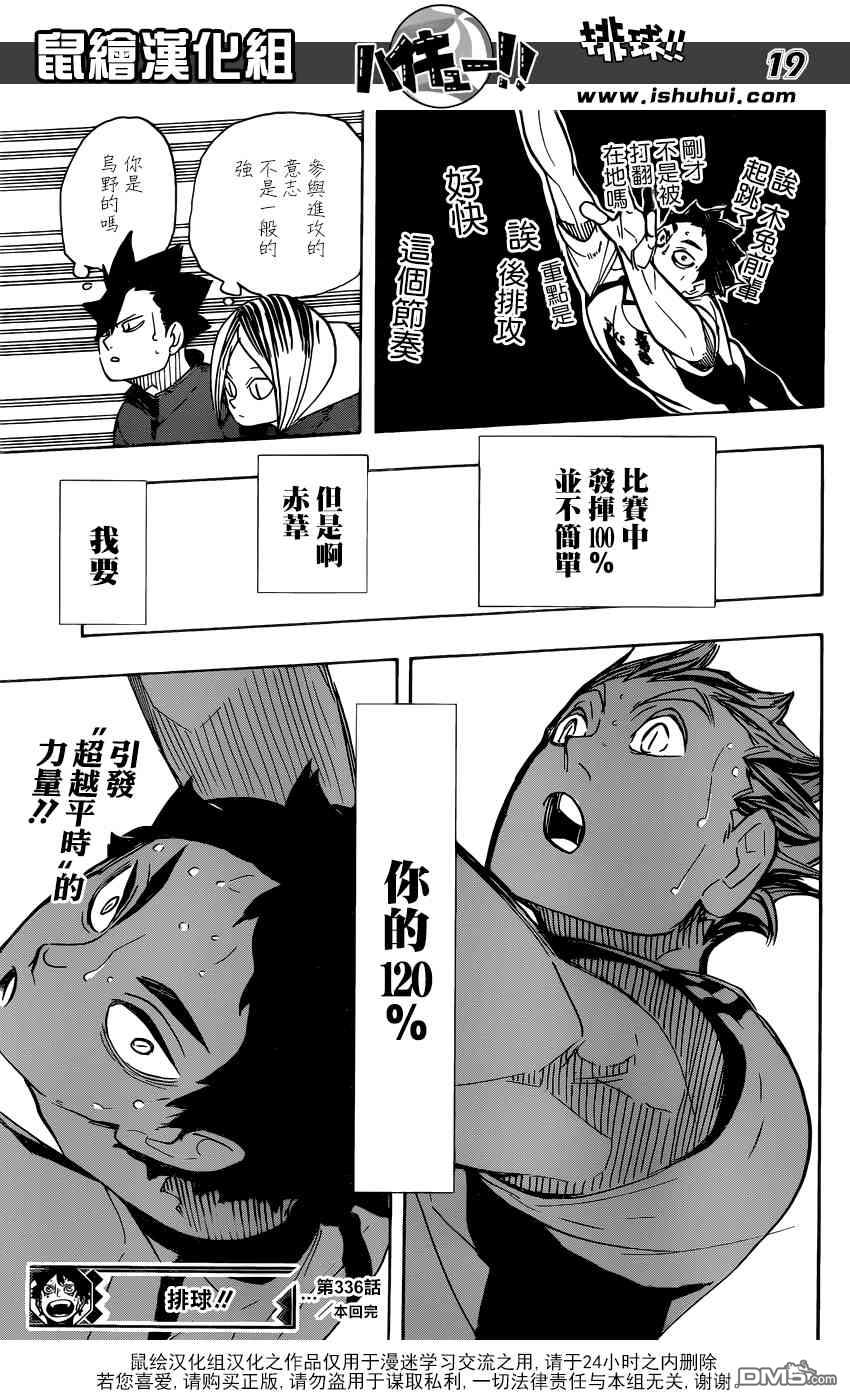 鼠繪漢化組
ハイキュー!!
排球!!
19
www.ishuhui.com
誒 木兔前輩
起跳了
剛才
不是被
打翻
在地嗎
重點是
後排攻
誒
好快
這個節奏
參與進攻的
意志
不是一般的
強
你是
烏野的嗎
比賽中
發揮100%
並不簡單
但是啊
赤葦
我要
你的120%
引發
"超越平時"的
力量!!
排球!!
...第336話
/本回完
鼠绘汉化组汉化之作品仅用于漫迷学习交流之用,请于24小时之内删除
若您喜爱,请购买正版,请勿用于谋取私利,一切法律责任与本组无关,谢谢.
DM5.com